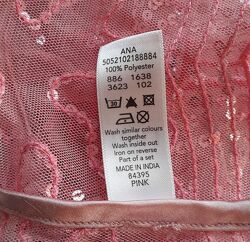 ANA
5052102188884
100% Polyester
886 1638
3623 102
30
Wash similar colours
together
Wash inside out
Iron on reverse
Part of a set
MADE IN INDIA
84395
PINK